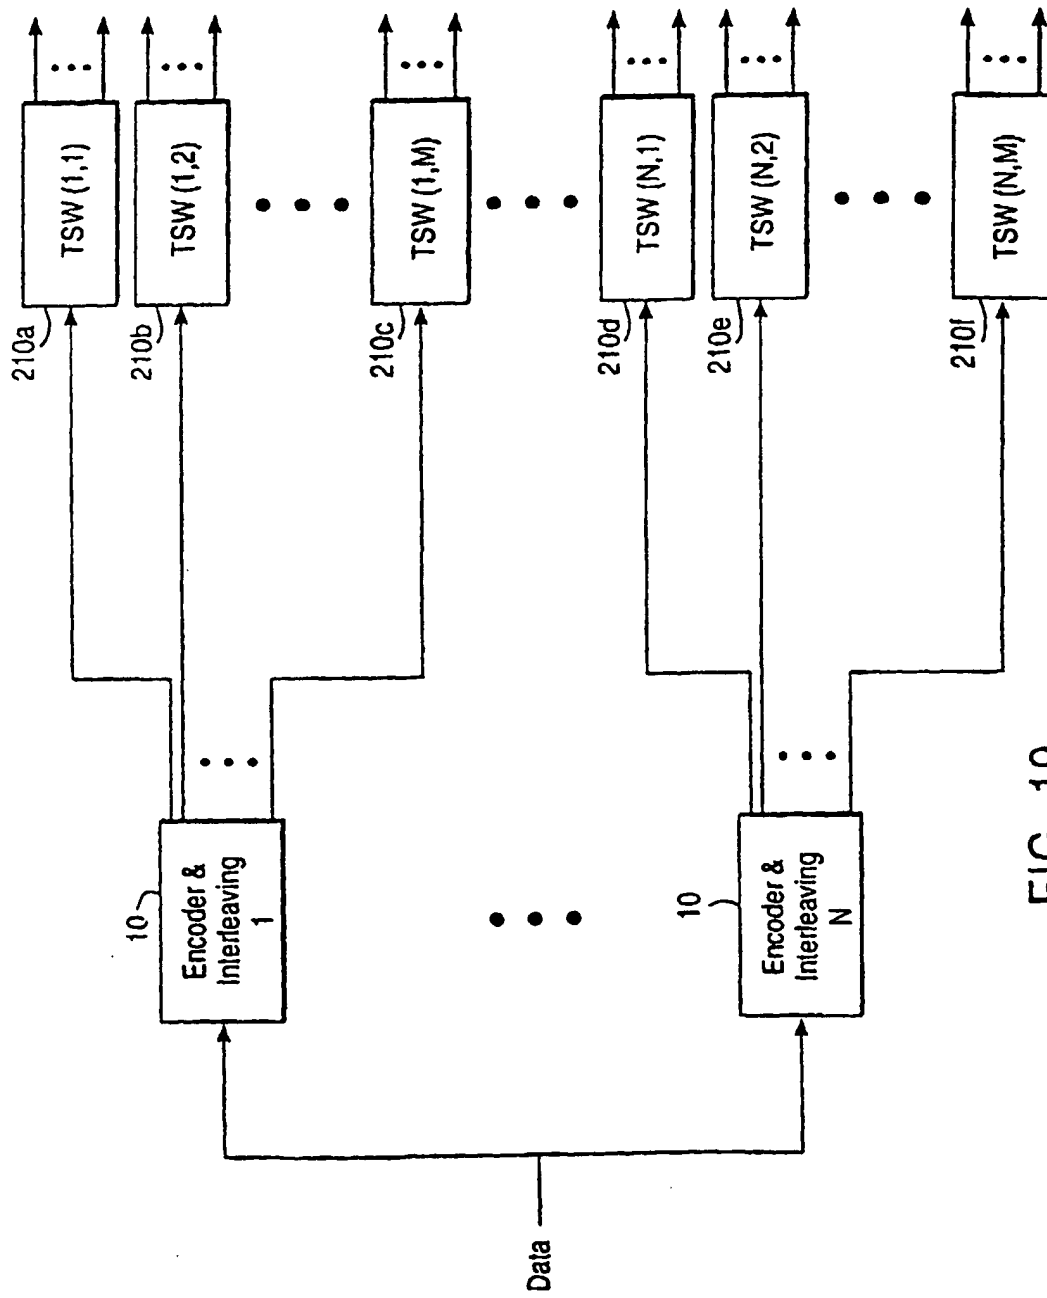 Data
10
Encoder &
Interleaving
1
10
Encoder &
Interleaving
N
210a
TSW (1,1)
210b
TSW (1,2)
210c
TSW (1,M)
210d
TSW (N,1)
210e
TSW (N,2)
210f
TSW (N,M)
FIG.